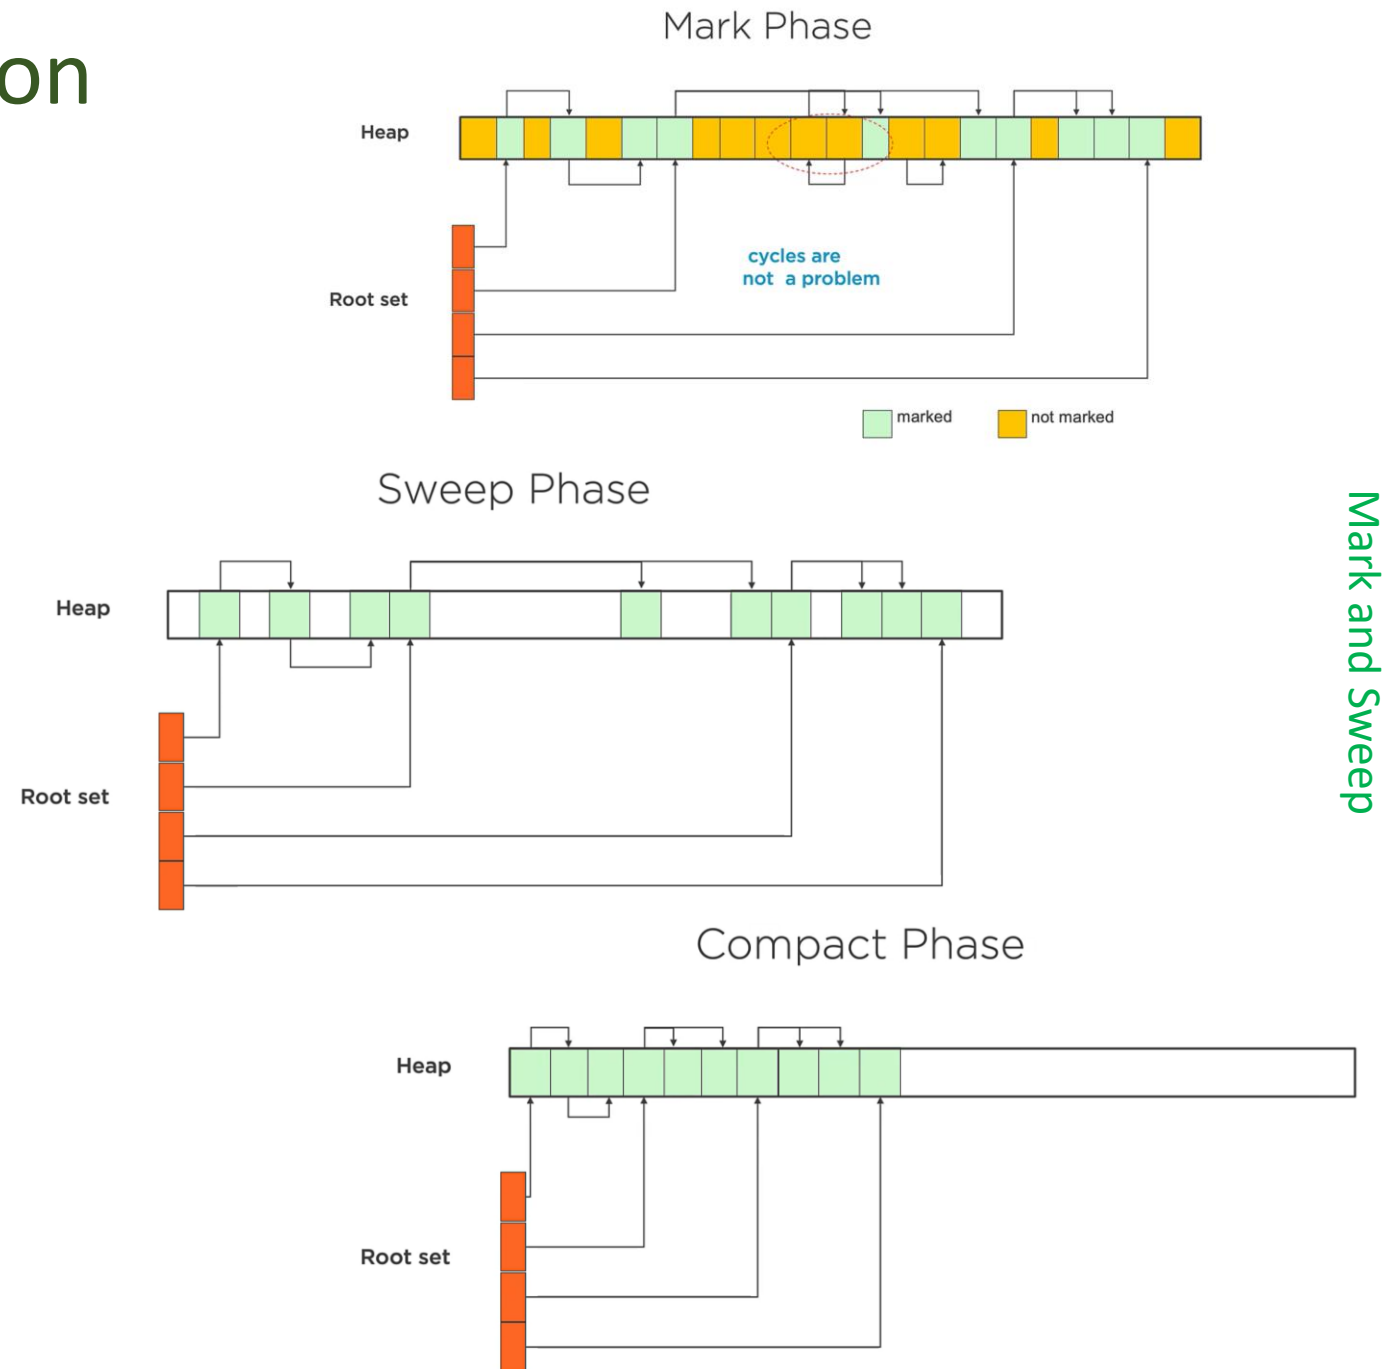 on
Mark Phase
Heap
Root set
cycles are
not a problem
marked
not marked
Sweep Phase
Heap
Root set
Mark and Sweep
Compact Phase
Heap
Root set